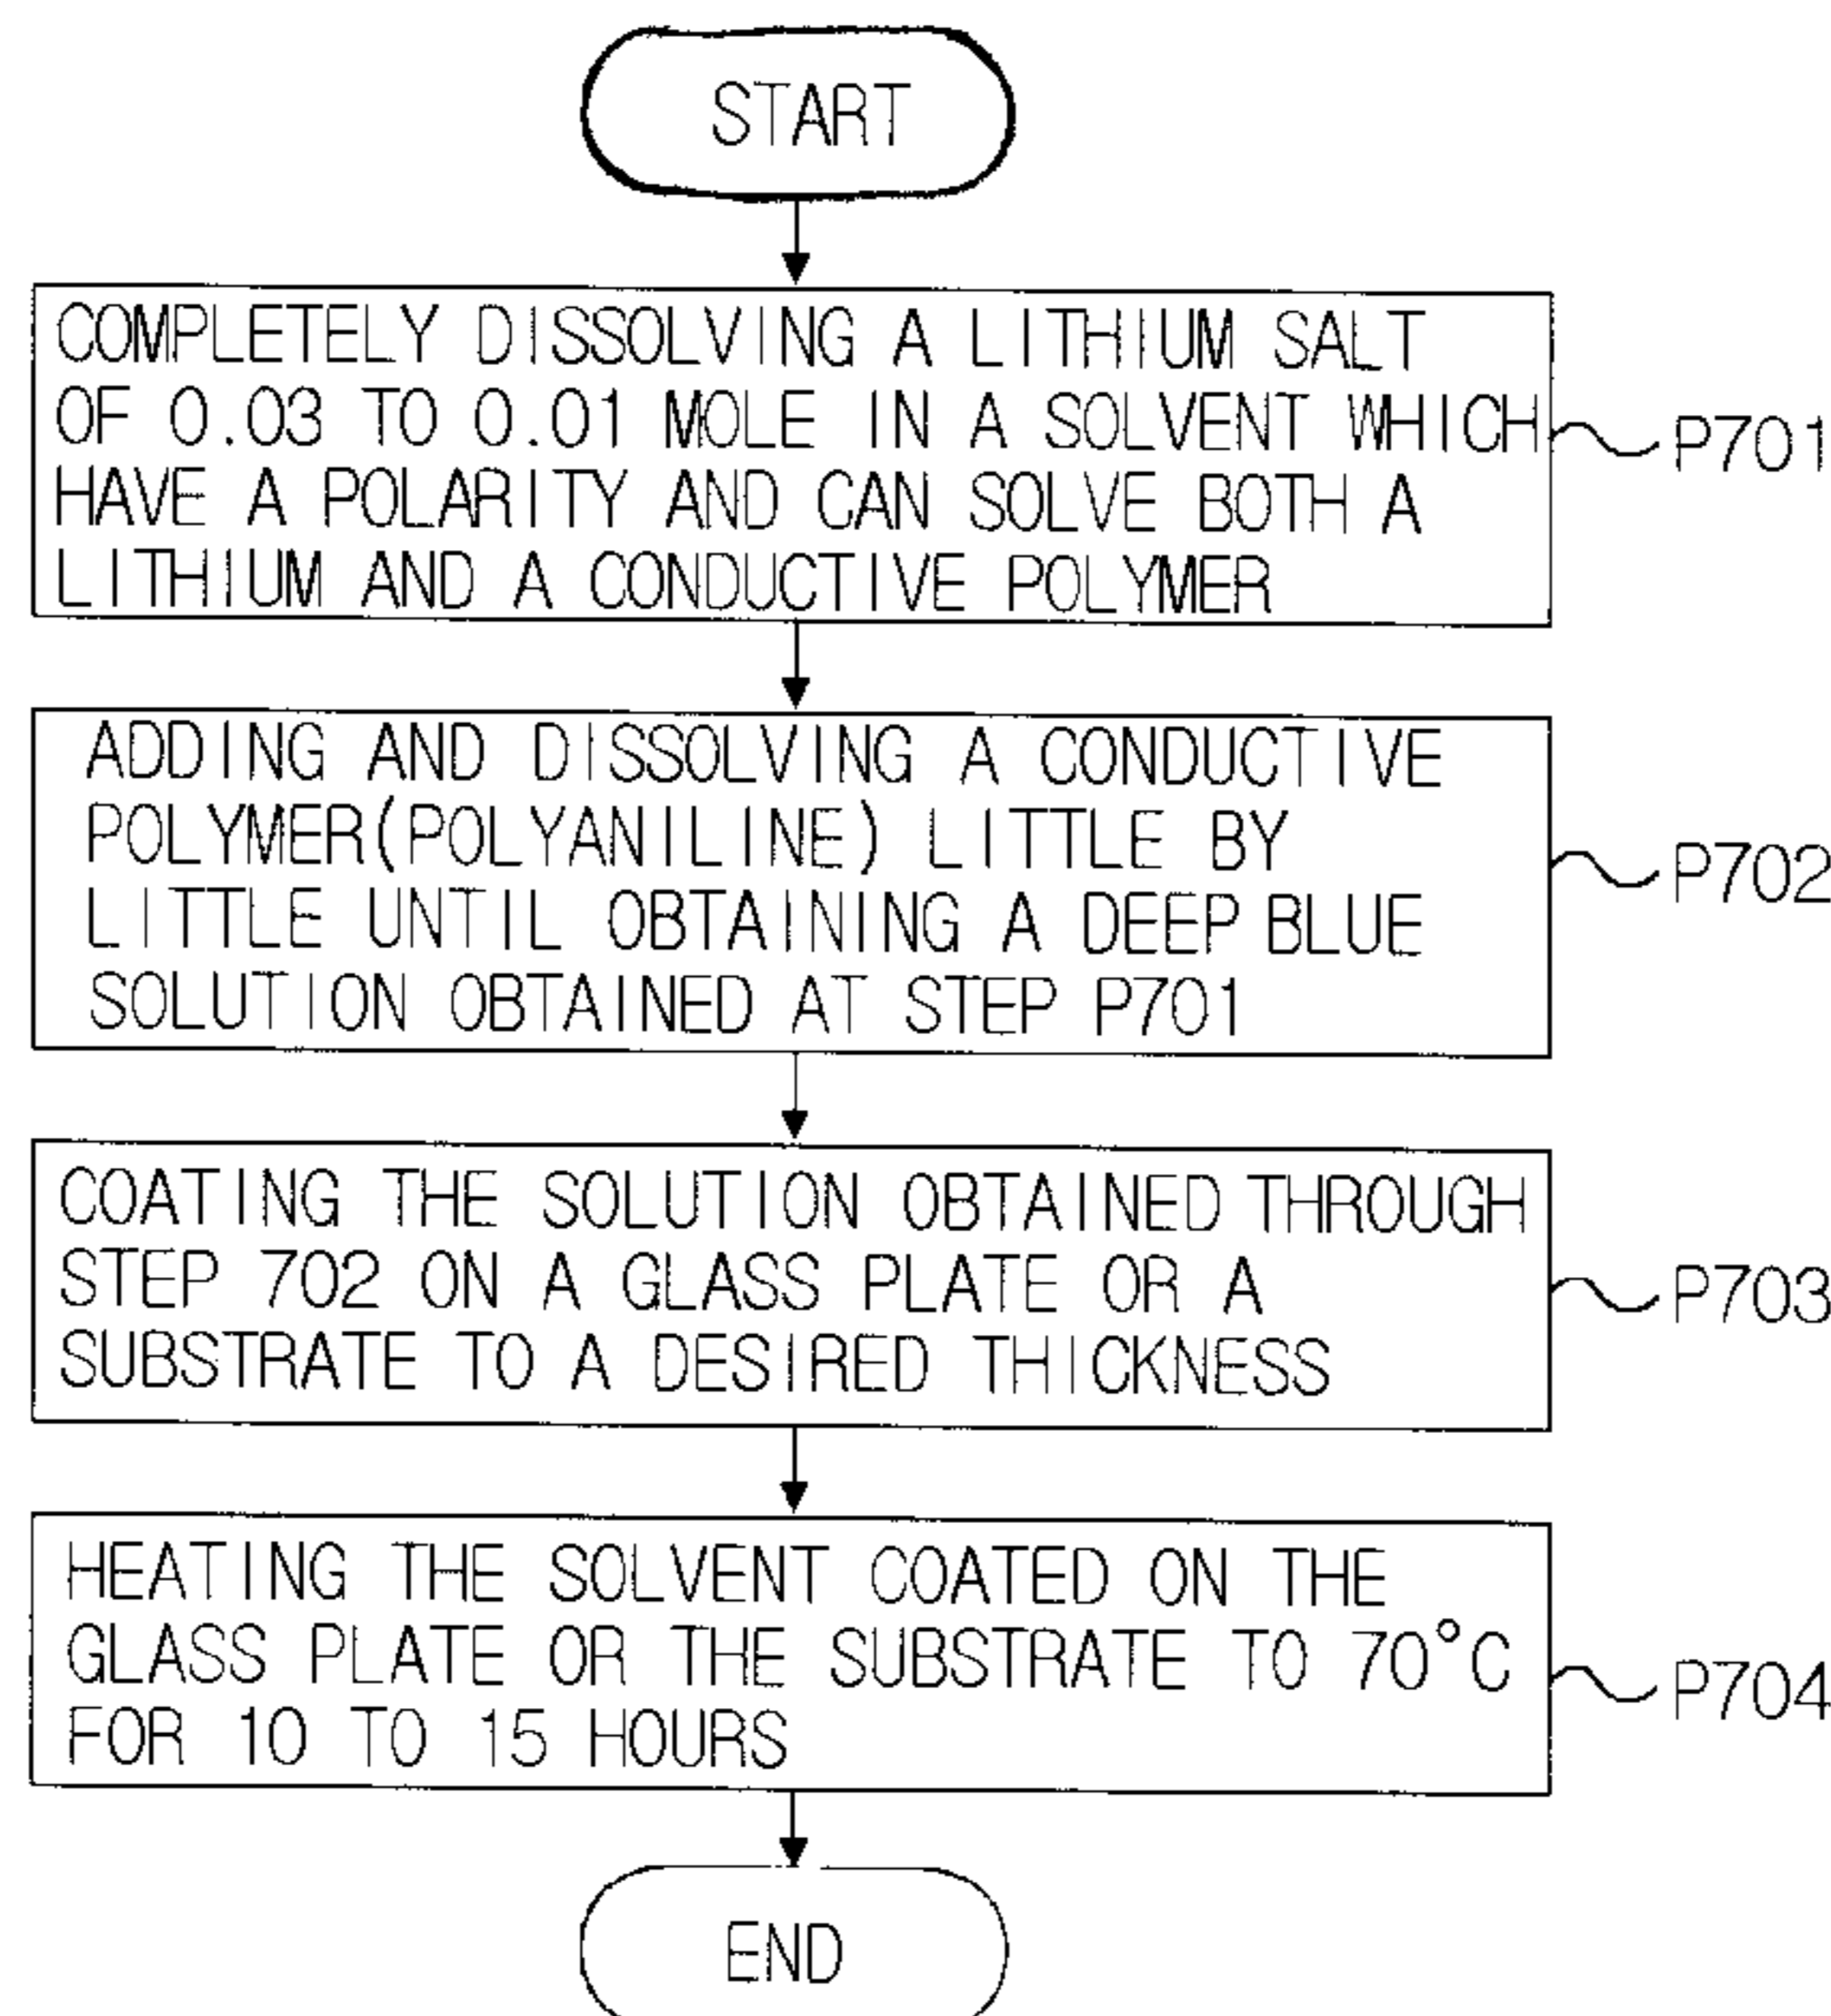 START
COMPLETELY DISSOLVING A LITHIUM SALT
OF 0.03 TO 0.01 MOLE IN A SOLVENT WHICH
HAVE A POLARITY AND CAN SOLVE BOTH A
LITHIUM AND A CONDUCTIVE POLYMER
P701
ADDING AND DISSOLVING A CONDUCTIVE
POLYMER(POLYANILINE) LITTLE BY
LITTLE UNTIL OBTAINING A DEEP BLUE
SOLUTION OBTAINED AT STEP P701
P702
COATING THE SOLUTION OBTAINED THROUGH
STEP 702 ON A GLASS PLATE OR A
SUBSTRATE TO A DESIRED THICKNESS
P703
HEATING THE SOLVENT COATED ON THE
GLASS PLATE OR THE SUBSTRATE TO 70°C
FOR 10 TO 15 HOURS
P704
END